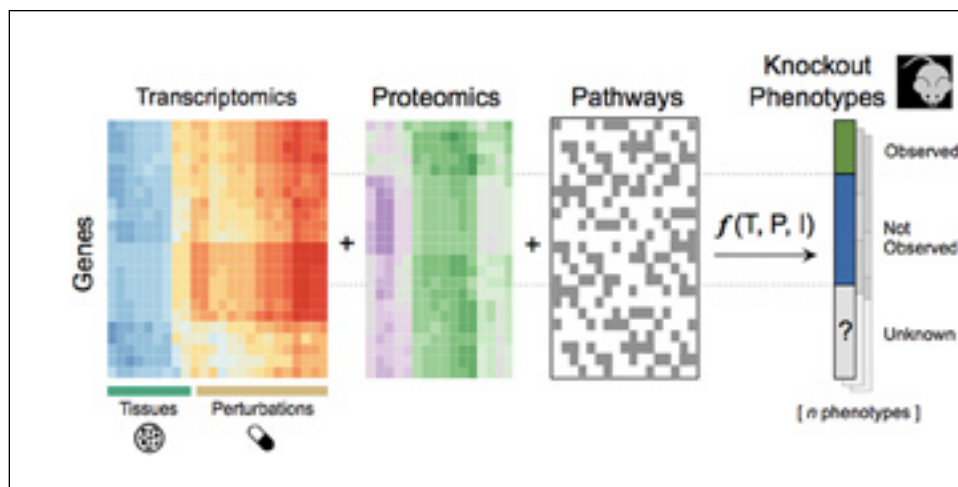 Transcriptomics
Proteomics
Pathways
Knockout
Phenotypes
Genes
+
+
f(T, P, I)
Observed
Not
Observed
?
Unknown
Tissues
Perturbations
[ n phenotypes ]